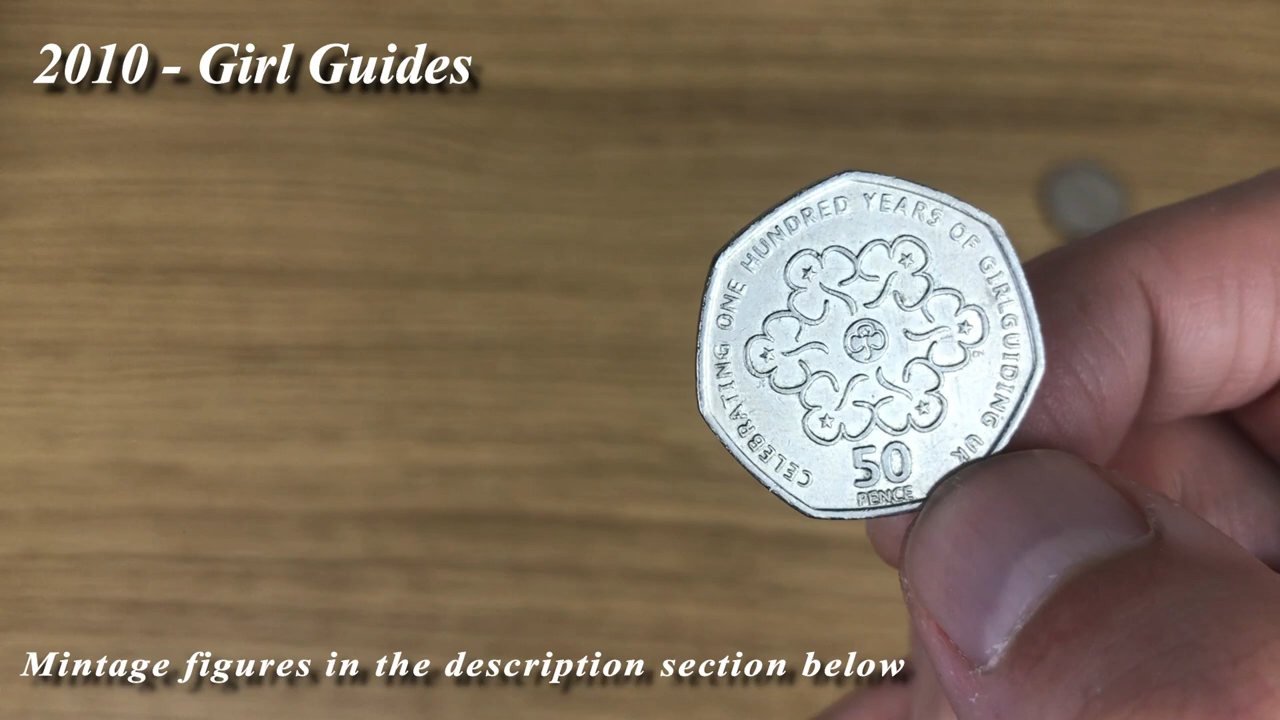 2010 - Girl Guides
CELEBRATING ONE HUNDRED YEARS OF GIRLGUIDING UK
50
PENCE
Mintage figures in the description section below